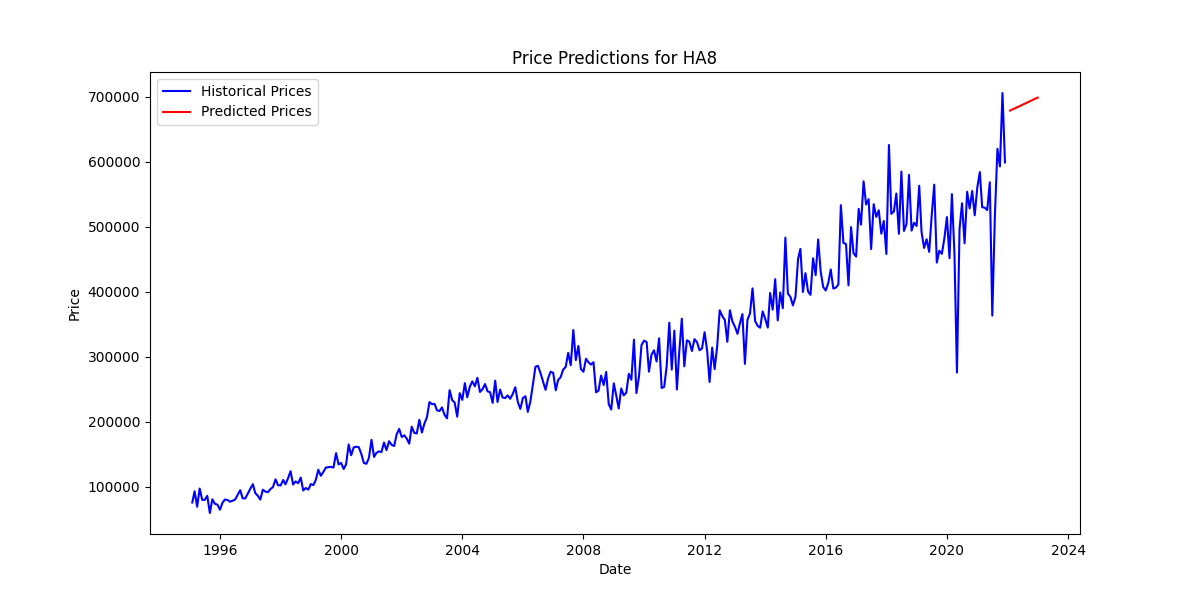 Price Predictions for HA8
Historical Prices
Predicted Prices
700000
600000
500000
400000
300000
200000
100000
Price
1996 2000 2004 2008 2012 2016 2020 2024
Date